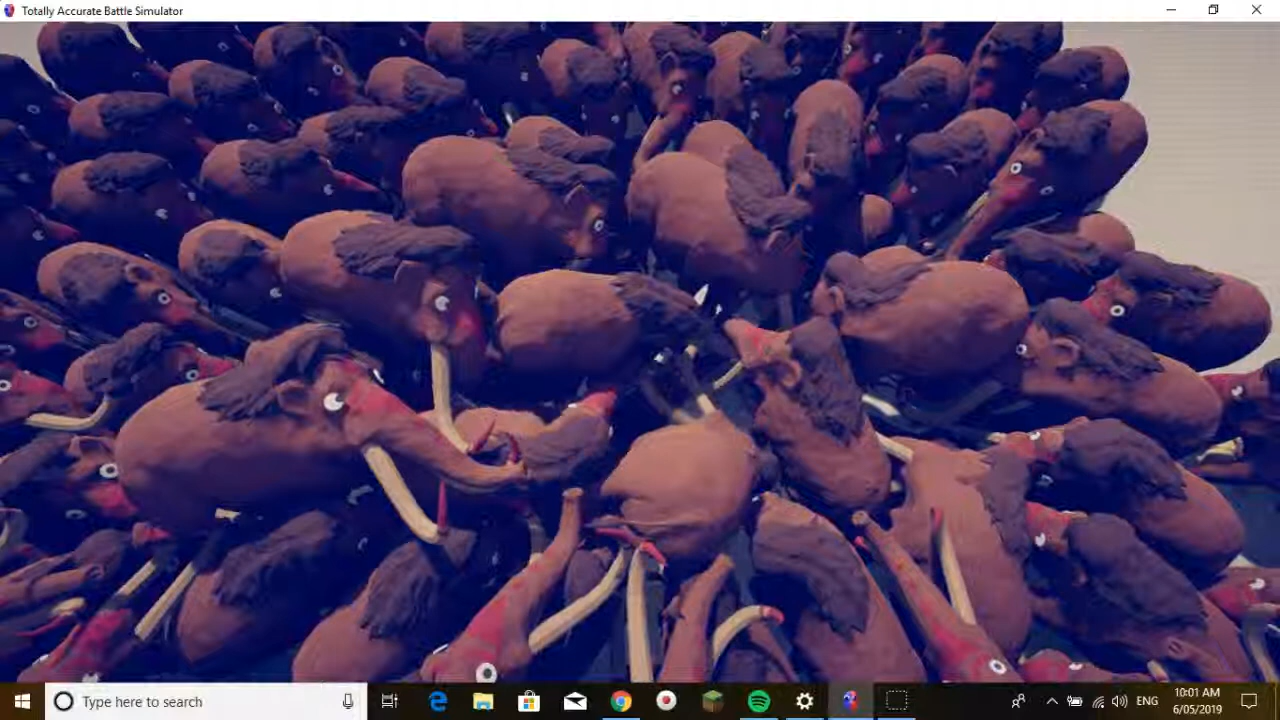 Totally Accurate Battle Simulator
Type here to search
ENG
10:01 AM
6/05/2019